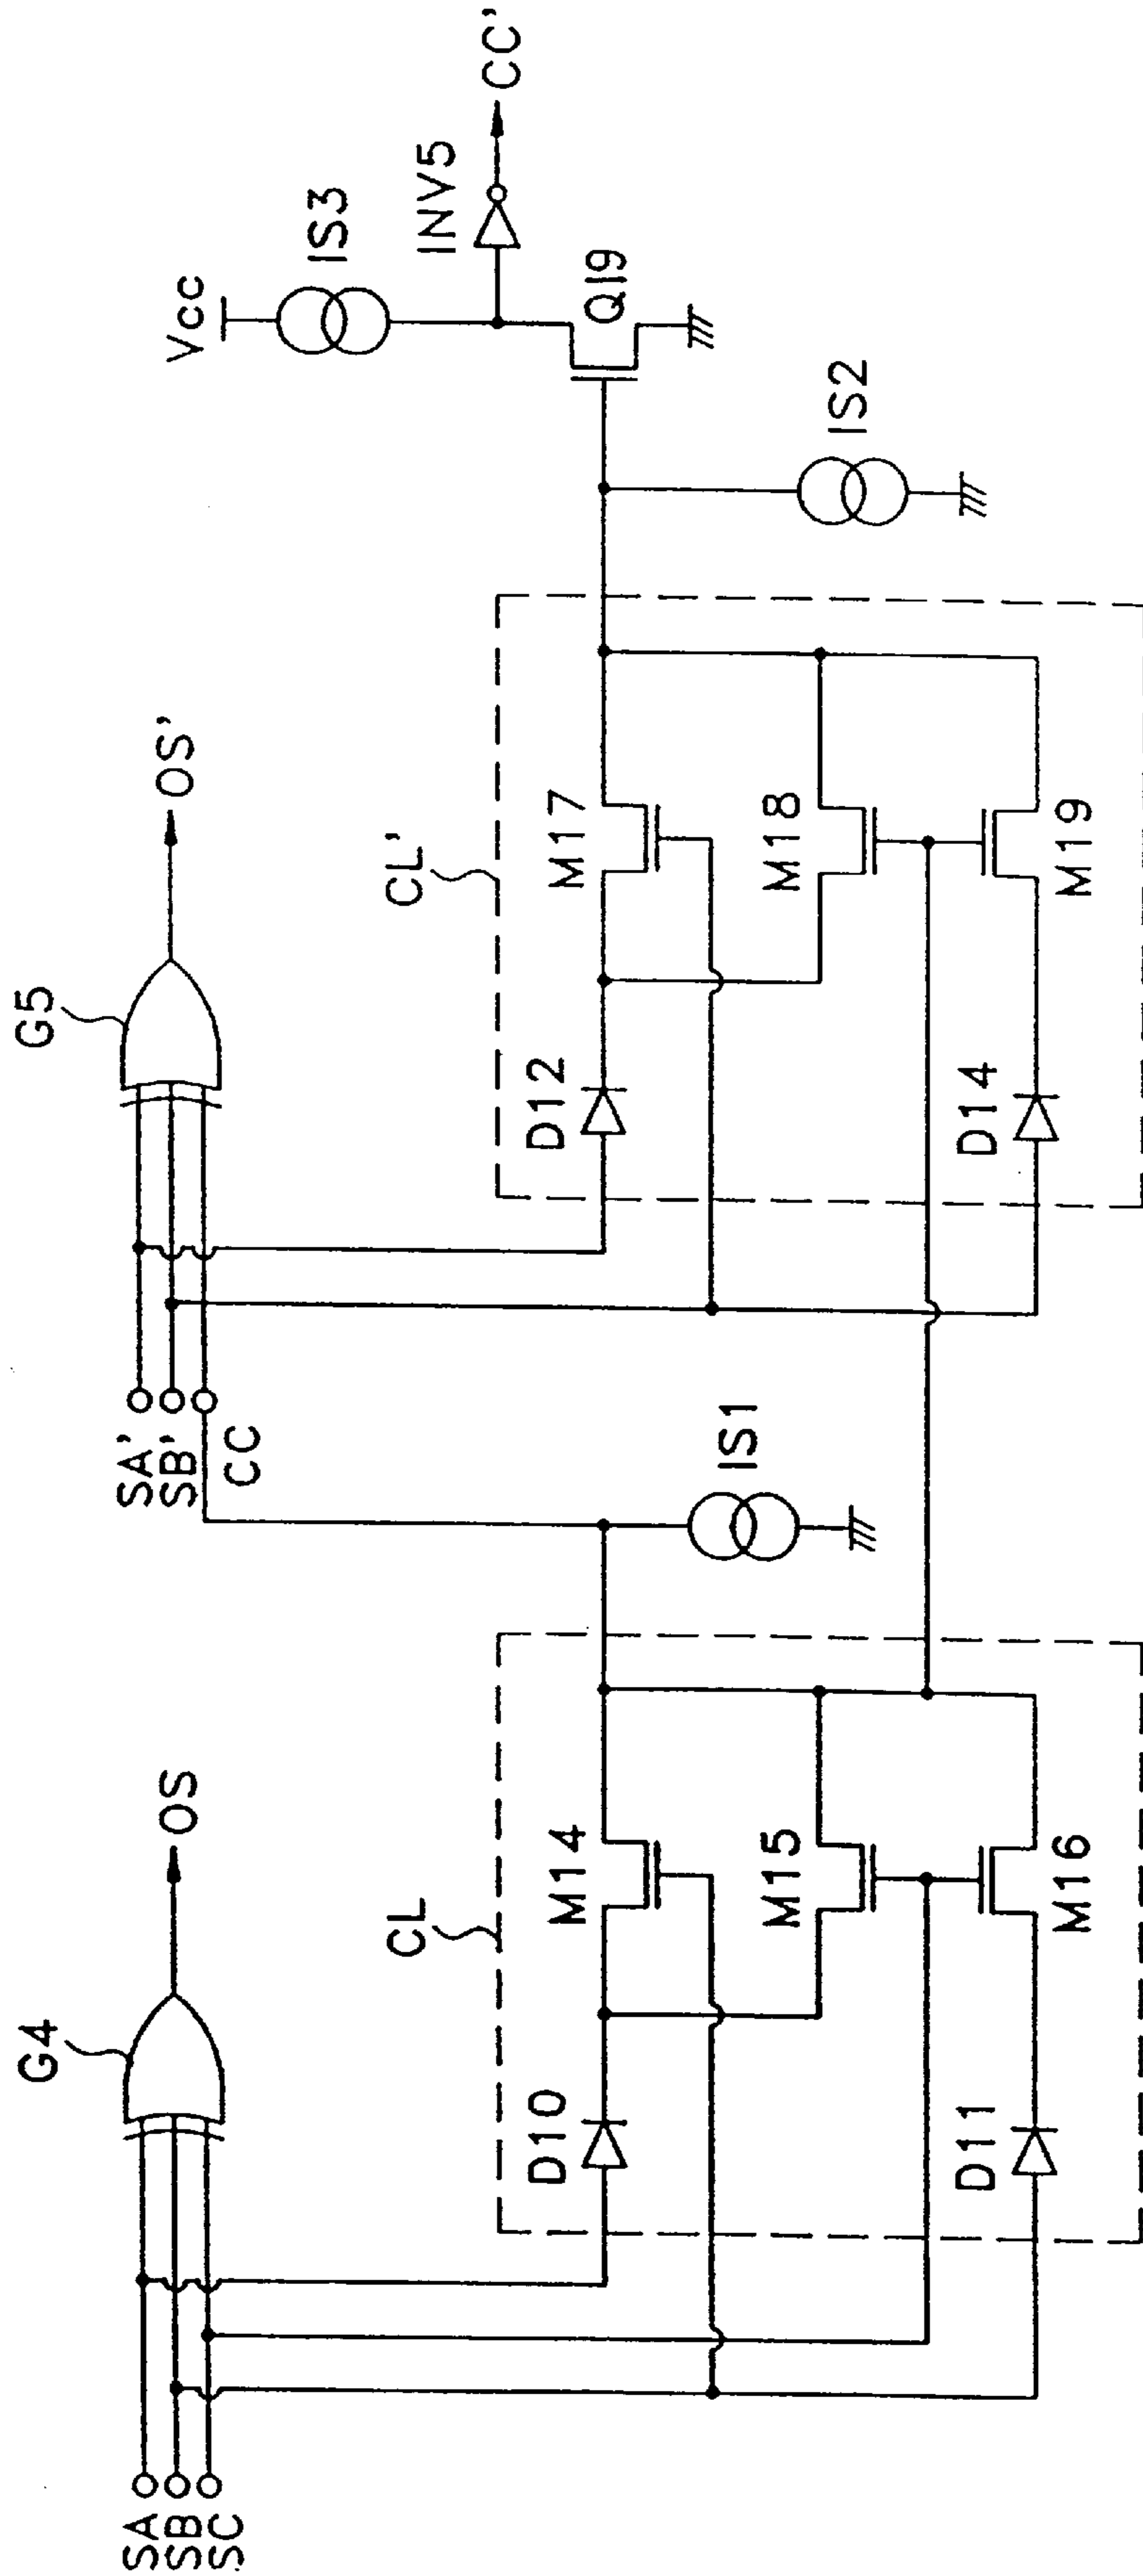 SA
SB
SC
G4
OS
CL
D10
M14
M15
D11
M16
IS1
SA'
SB'
CC
G5
OS'
CL'
D12
M17
M18
D14
M19
IS2
Vcc
IS3
INV5
CC'
Q19